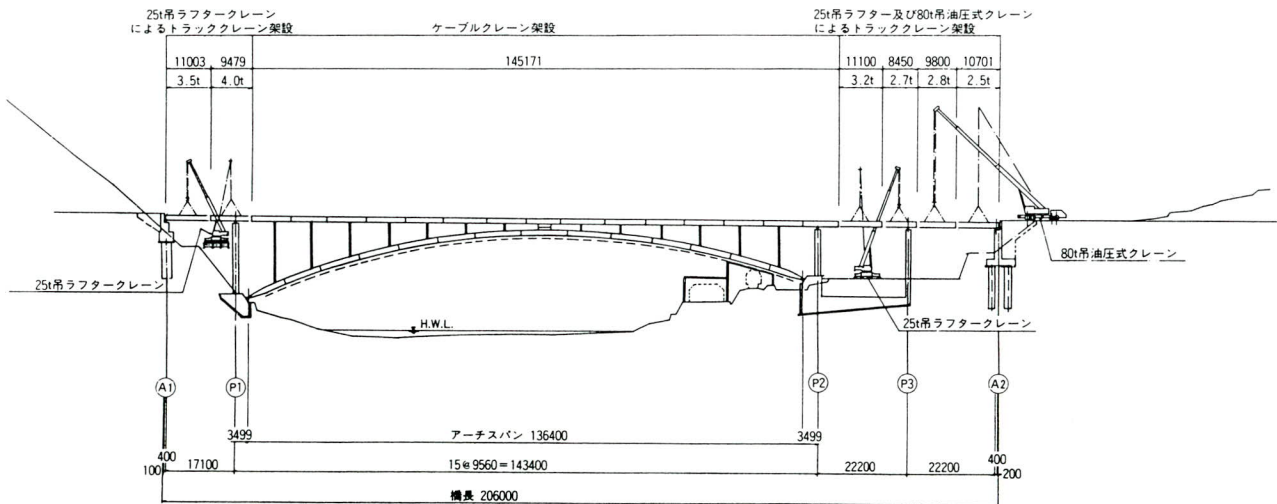 25t吊ラフタークレーン
によるトラッククレーン架設
ケーブルクレーン架設
25t吊ラフター及び80t吊油圧式クレーン
によるトラッククレーン架設
11003 9479 145171 11100 8450 9800 10701
3.5t 4.0t 3.2t 2.7t 2.8t 2.5t
80t吊油圧式クレーン
25t吊ラフタークレーン
25t吊ラフタークレーン
H.W.L.
A1 P1 P2 P3 A2
3499 アーチスパン 136400 3499
400 400
100 17100 15@9560=143400 22200 22200 200
橋長 206000